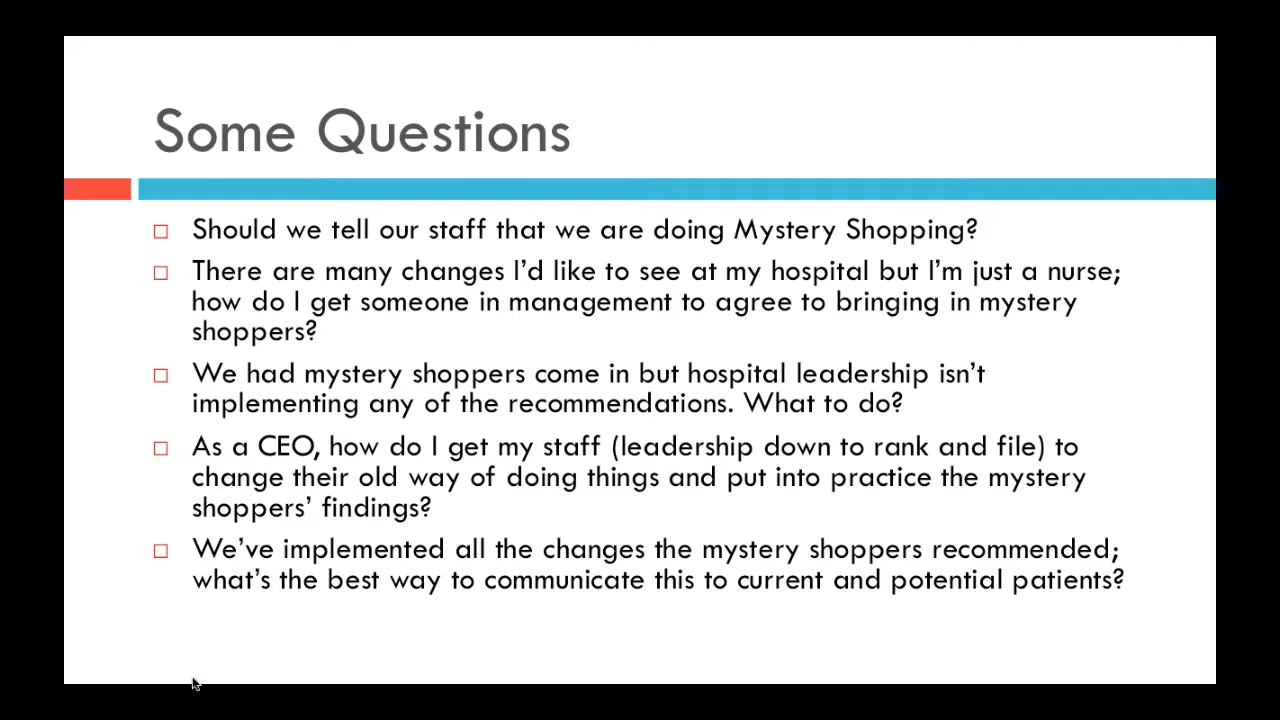 Some Questions
Should we tell our staff that we are doing Mystery Shopping?
There are many changes I'd like to see at my hospital but I'm just a nurse;
how do I get someone in management to agree to bringing in mystery
shoppers?
We had mystery shoppers come in but hospital leadership isn't
implementing any of the recommendations. What to do?
As a CEO, how do I get my staff (leadership down to rank and file) to
change their old way of doing things and put into practice the mystery
shoppers' findings?
We've implemented all the changes the mystery shoppers recommended;
what's the best way to communicate this to current and potential patients?